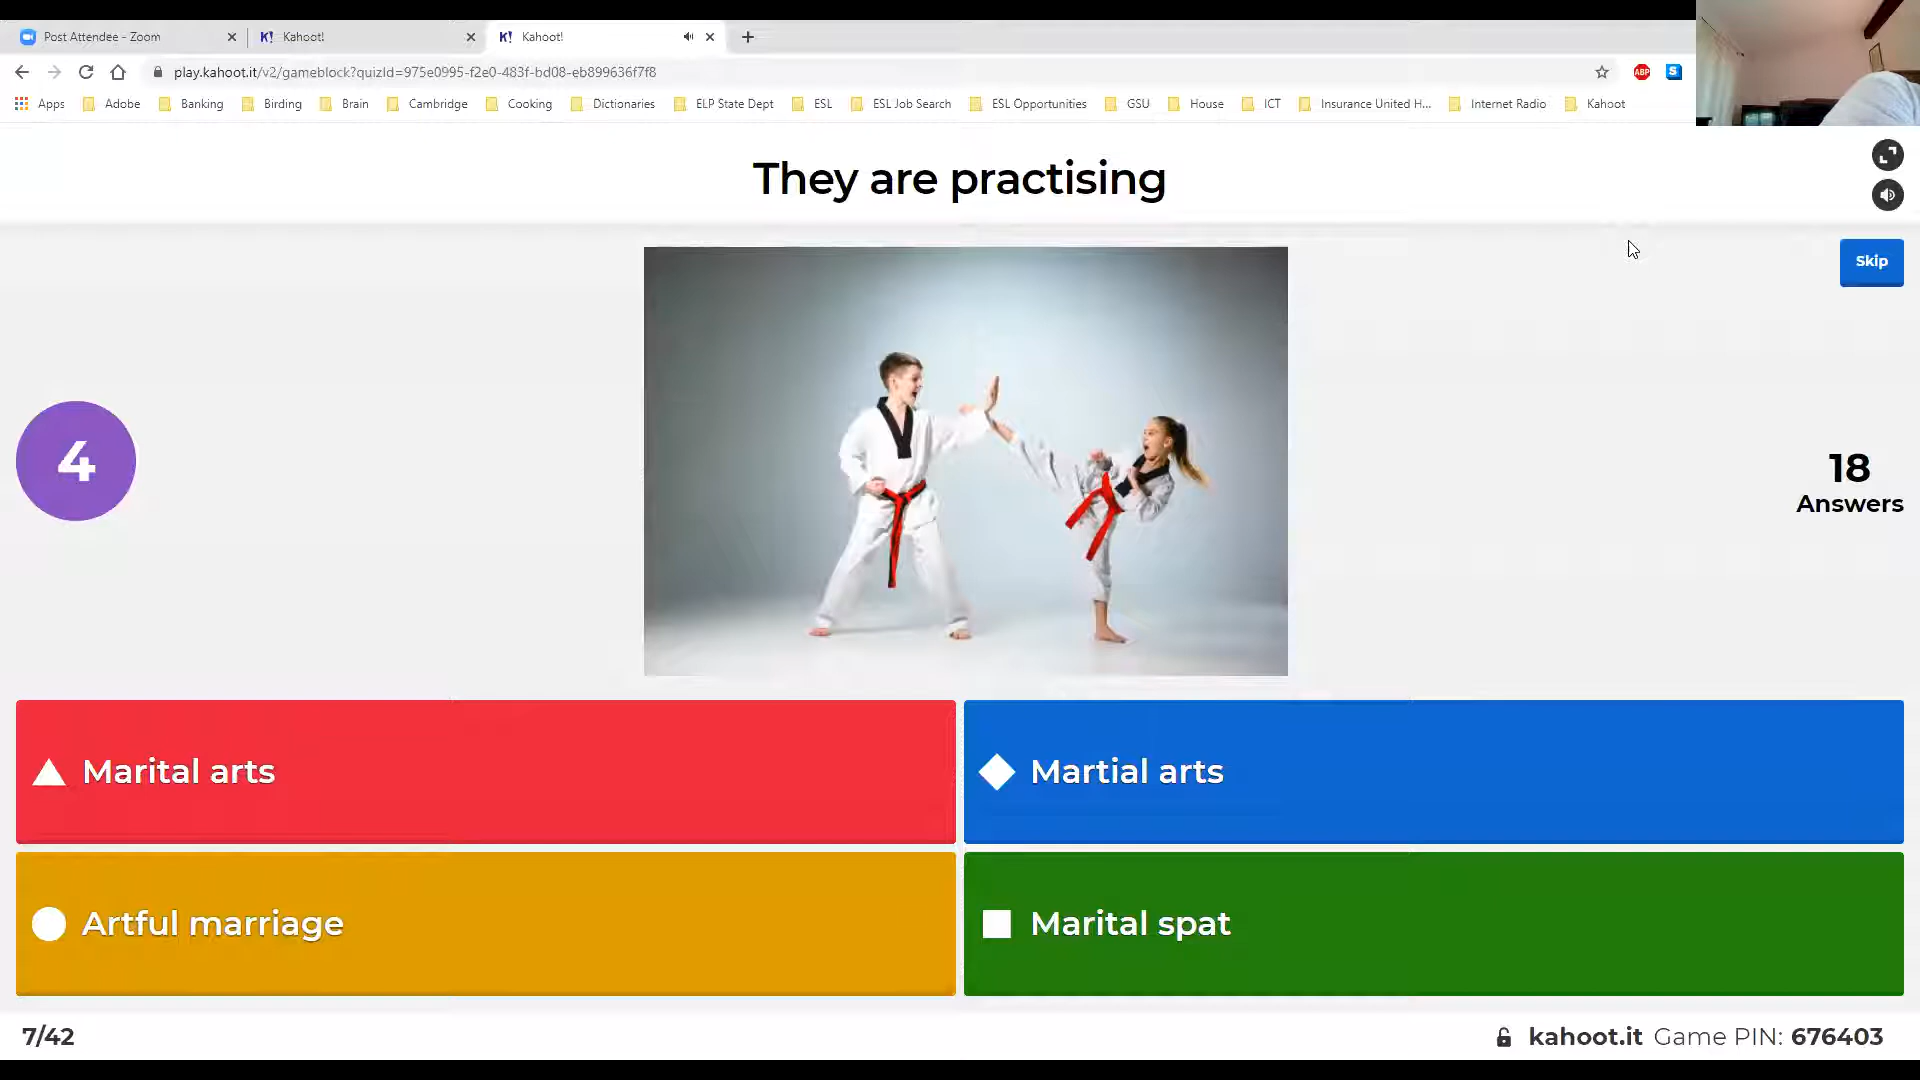 Post Attendee - Zoom
K! Kahoot!
K! Kahoot!
play.kahoot.it/v2/gameblock?quizId=975e0995-f2e0-483f-bd08-eb899636f7f8
ABP
S
Apps Adobe Banking Birding Brain Cambridge Cooking Dictionaries ELP State Dept ESL ESL Job Search ESL Opportunities GSU House ICT Insurance United H... Internet Radio Kahoot
They are practising
Skip
4
18
Answers
Marital arts
Martial arts
Artful marriage
Marital spat
7/42
kahoot.it Game PIN: 676403